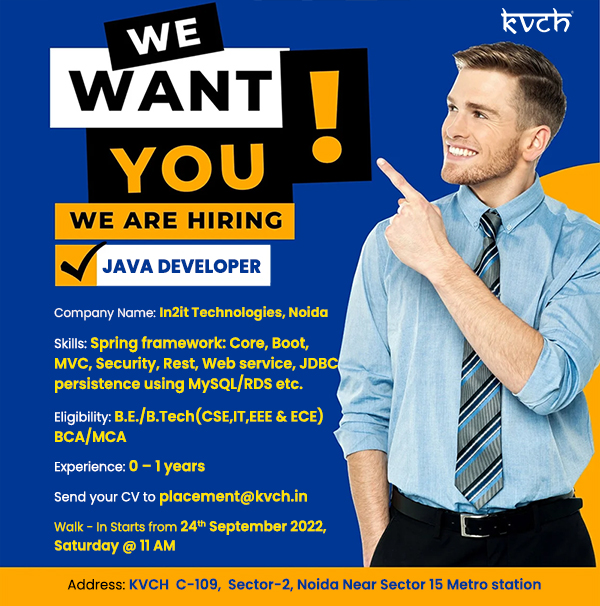 kvch
WE
WANT
YOU!
WE ARE HIRING
JAVA DEVELOPER
Company Name: In2it Technologies, Noida
Skills: Spring framework: Core, Boot,
MVC, Security, Rest, Web service, JDBC
persistence using MySQL/RDS etc.
Eligibility: B.E./B.Tech(CSE,IT,EEE & ECE)
BCA/MCA
Experience: 0 – 1 years
Send your CV to placement@kvch.in
Walk - In Starts from 24th September 2022,
Saturday @ 11 AM
Address: KVCH C-109, Sector-2, Noida Near Sector 15 Metro station